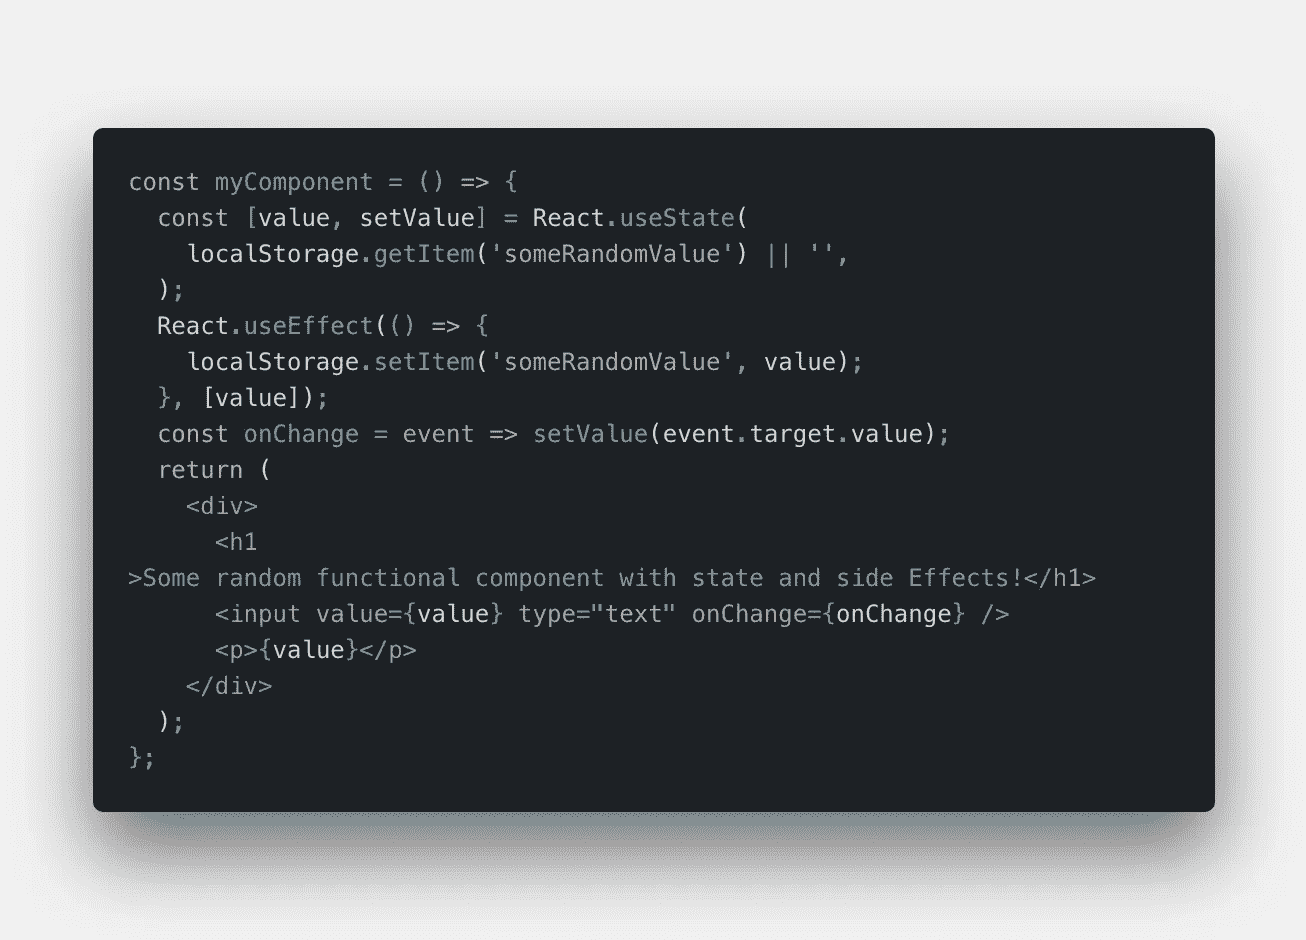 const myComponent = () => {
  const [value, setValue] = React.useState(
    localStorage.getItem('someRandomValue') || '',
  );
  React.useEffect(() => {
    localStorage.setItem('someRandomValue', value);
  }, [value]);
  const onChange = event => setValue(event.target.value);
  return (
    <div>
      <h1
>Some random functional component with state and side Effects!</h1>
      <input value={value} type="text" onChange={onChange} />
      <p>{value}</p>
    </div>
  );
};